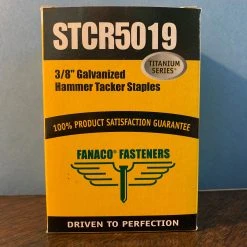 STCR5019
TITANIUM
SERIES®
3/8" Galvanized
Hammer Tacker Staples
100% PRODUCT SATISFACTION GUARANTEE
FANACO® FASTENERS
DRIVEN TO PERFECTION